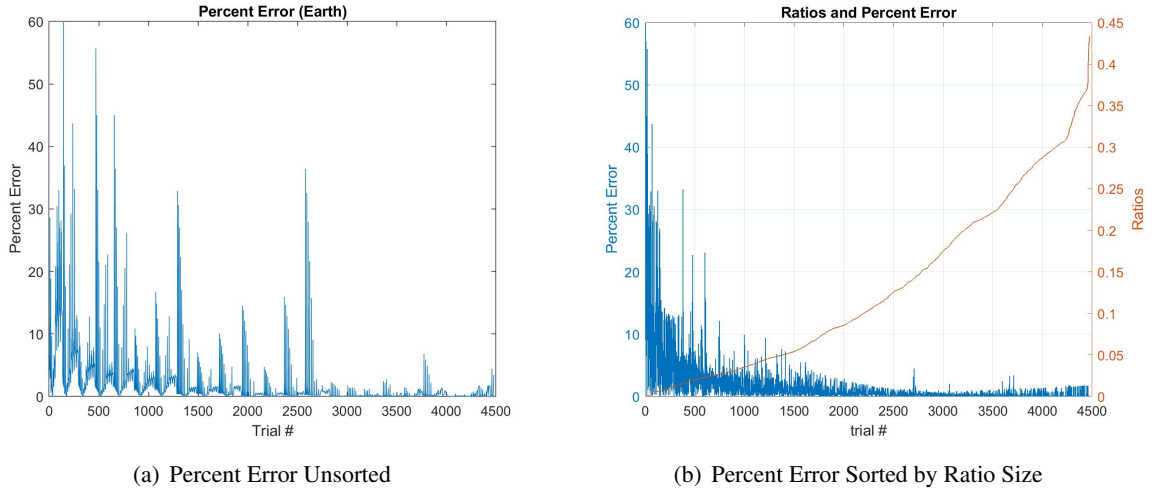 Percent Error (Earth)
Percent Error
60
50
40
30
20
10
0
0 500 1000 1500 2000 2500 3000 3500 4000 4500
Trial #
(a) Percent Error Unsorted
Ratios and Percent Error
Percent Error
60
50
40
30
20
10
0
0 500 1000 1500 2000 2500 3000 3500 4000 4500
trial #
0.45
0.4
0.35
0.3
0.25
0.2
0.15
0.1
0.05
0
Ratios
(b) Percent Error Sorted by Ratio Size